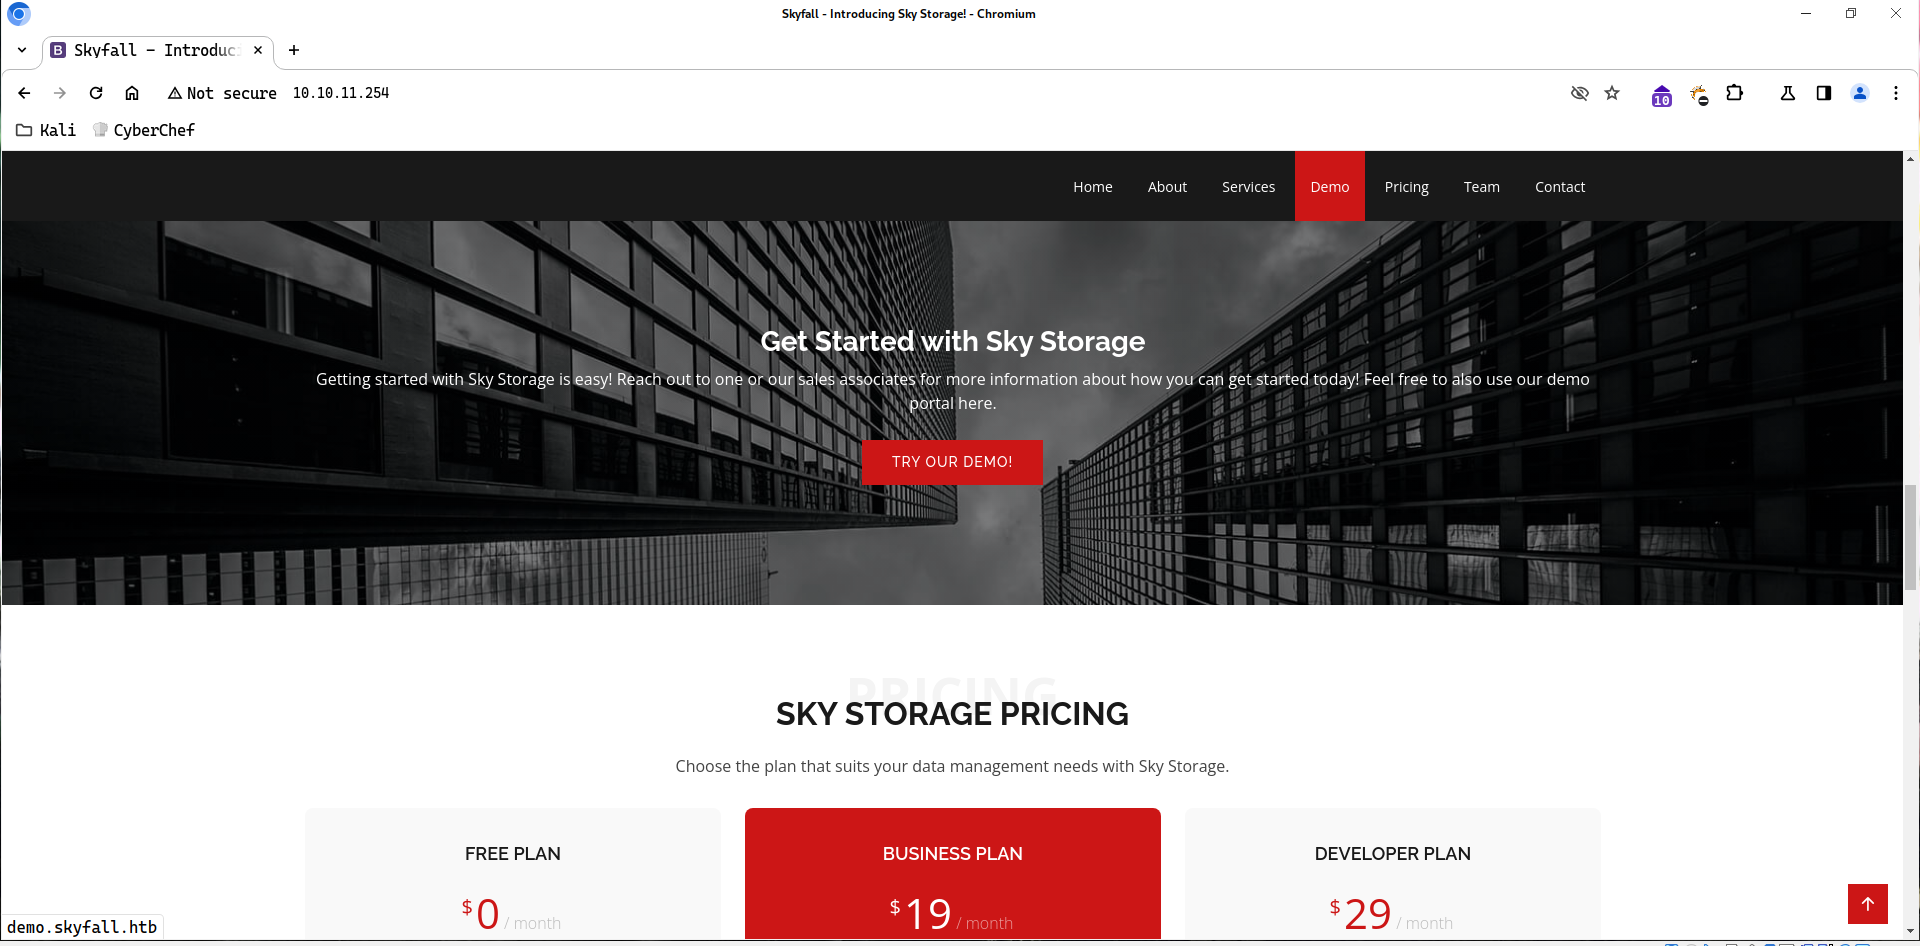 Skyfall - Introducing Sky Storage! - Chromium
Skyfall – Introduc
Not secure 10.10.11.254
10
Kali CyberChef
Home About Services Demo Pricing Team Contact
Get Started with Sky Storage
Getting started with Sky Storage is easy! Reach out to one or our sales associates for more information about how you can get started today! Feel free to also use our demo
portal here.
TRY OUR DEMO!
PRICING
SKY STORAGE PRICING
Choose the plan that suits your data management needs with Sky Storage.
FREE PLAN BUSINESS PLAN DEVELOPER PLAN
$0 / month $19 / month $29 / month
demo.skyfall.htb